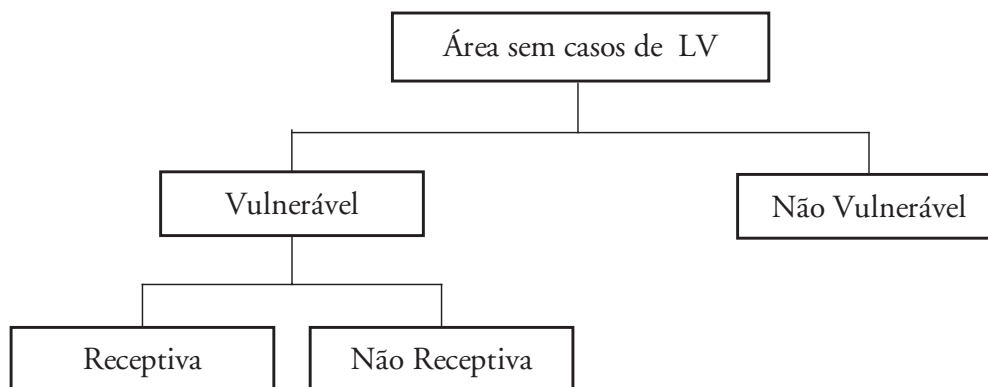 Área sem casos de LV
Vulnerável
Não Vulnerável
Receptiva
Não Receptiva